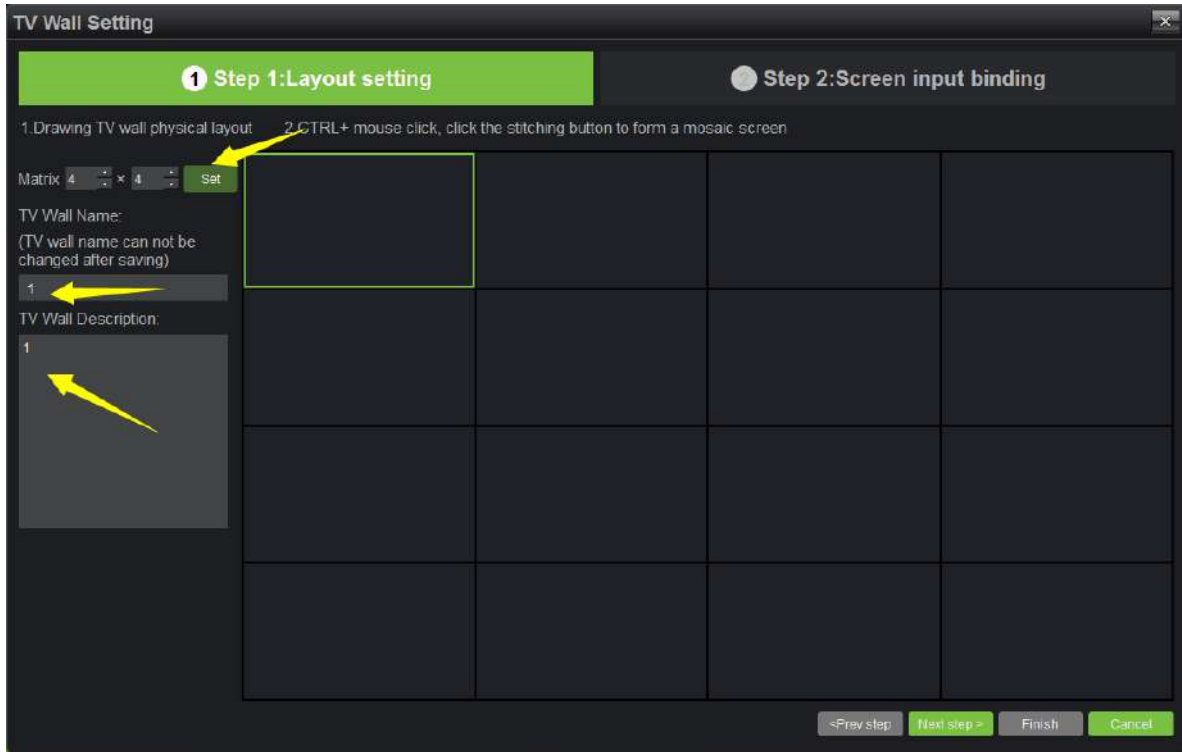 TV Wall Setting
1 Step 1:Layout setting
2 Step 2:Screen input binding
1.Drawing TV wall physical layout 2.CTRL+ mouse click, click the stitching button to form a mosaic screen
Matrix 4 × 4 Set
TV Wall Name:
(TV wall name can not be
changed after saving)
1
TV Wall Description:
1
<Prev step Next step > Finish Cancel